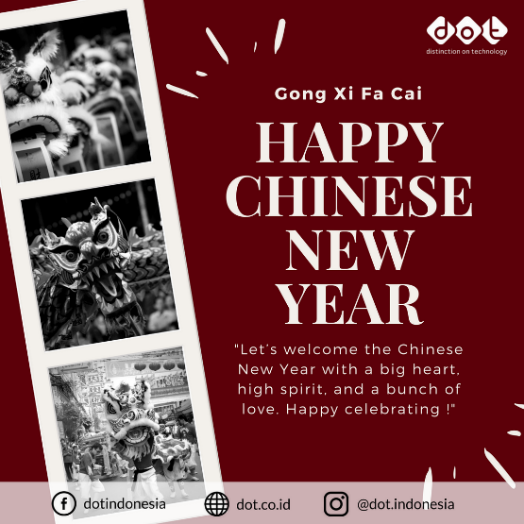 dot
distinction on technology
Gong Xi Fa Cai
HAPPY
CHINESE
NEW
YEAR
"Let's welcome the Chinese
New Year with a big heart,
high spirit, and a bunch of
love. Happy celebrating !"
dotindonesia
dot.co.id
@dot.indonesia